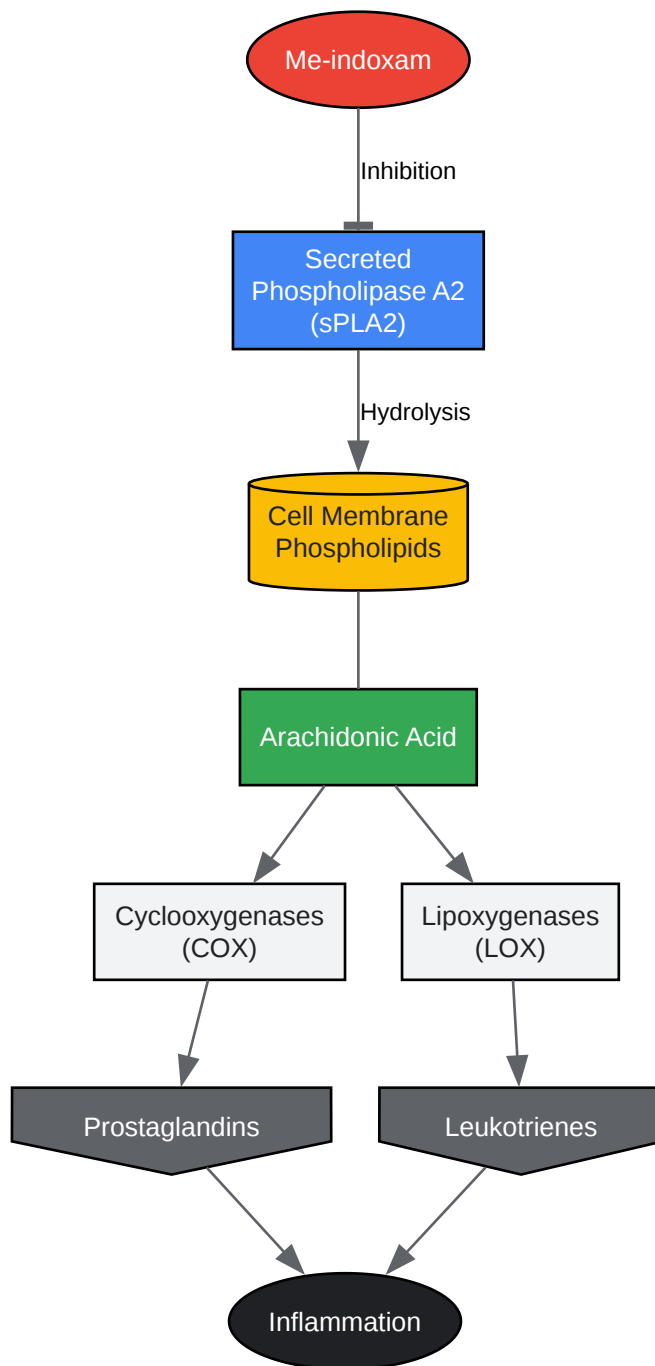 Me-indoxam
Inhibition
Secreted
Phospholipase A2
(sPLA2)
Hydrolysis
Cell Membrane
Phospholipids
Arachidonic Acid
Cyclooxygenases
(COX)
Lipoxygenases
(LOX)
Prostaglandins
Leukotrienes
Inflammation